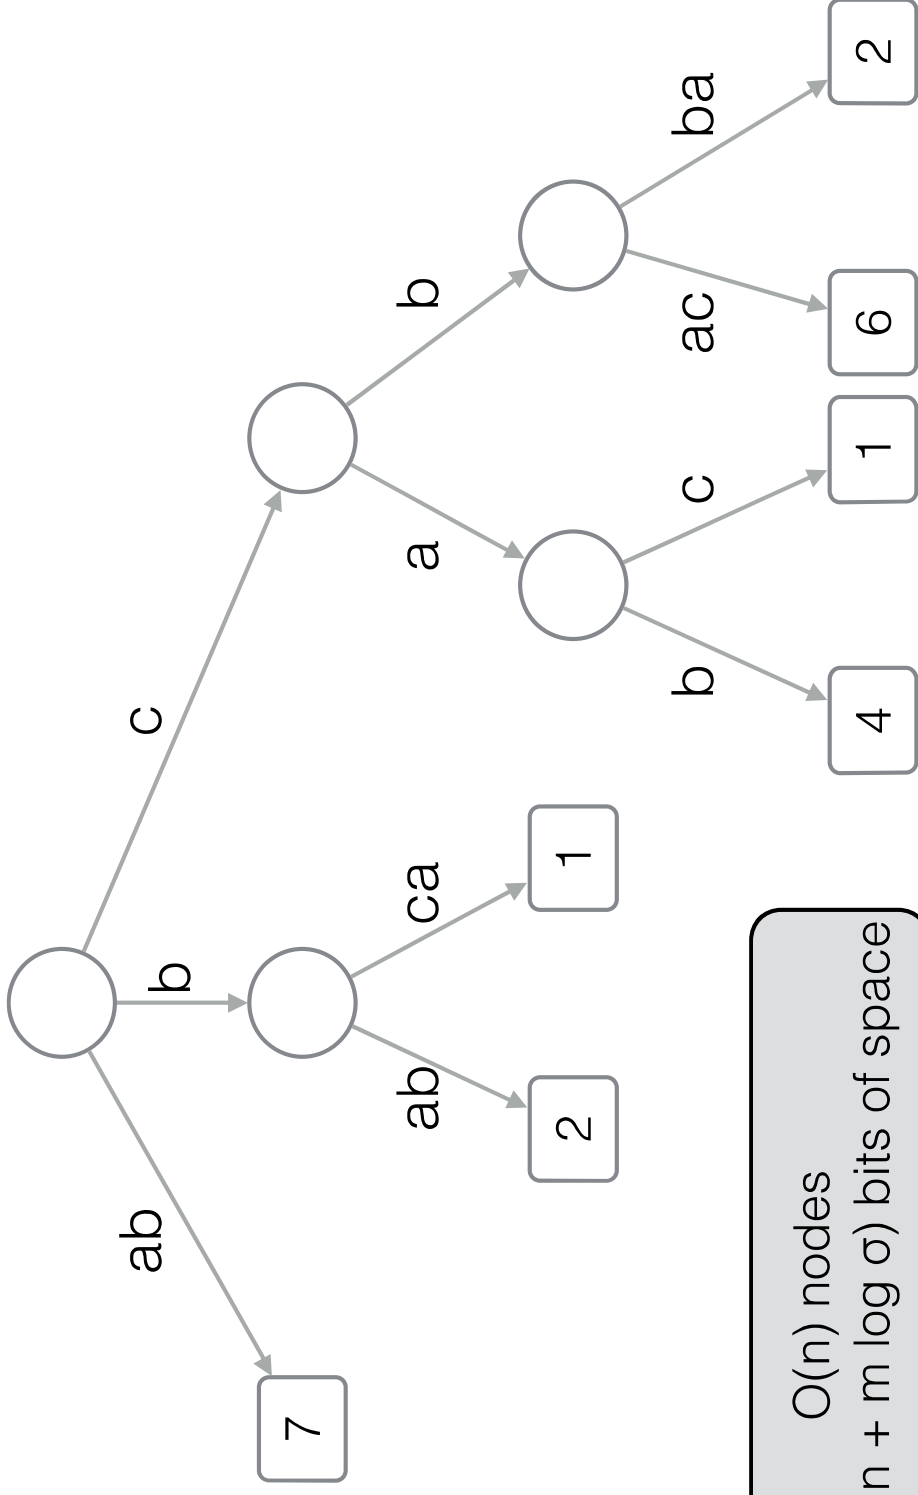 ab
b
c
7
ab
ca
a
b
2
1
b
c
ac
ba
4
1
6
2
O(n) nodes
n + m log σ) bits of space